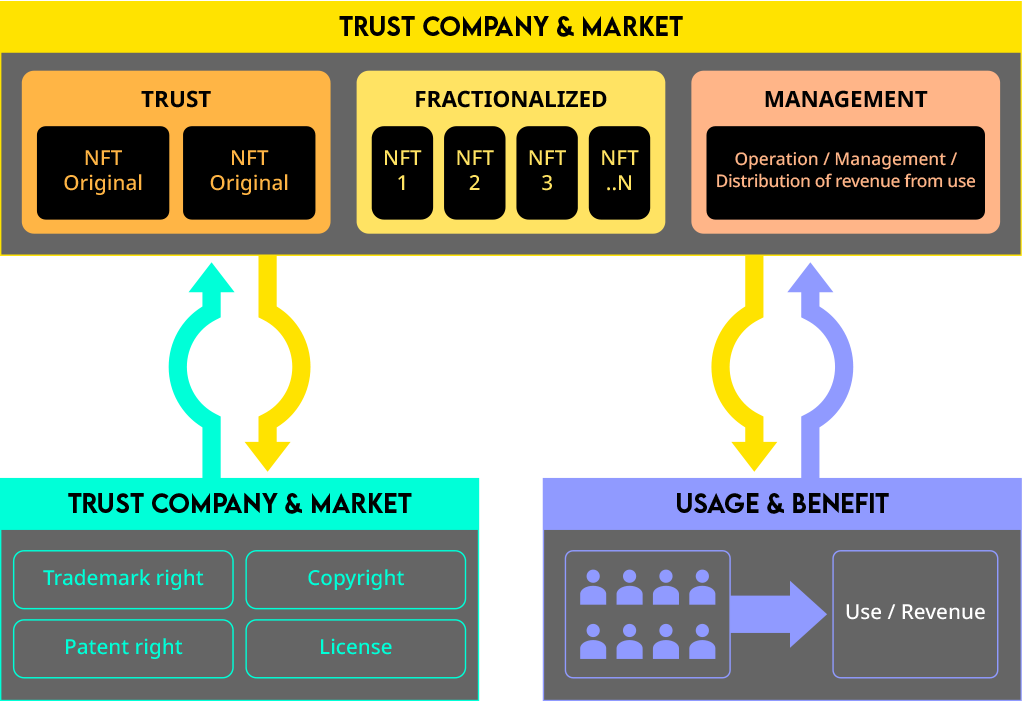 TRUST COMPANY & MARKET
TRUST
NFT
Original
NFT
Original
FRACTIONALIZED
NFT
1
NFT
2
NFT
3
NFT
..N
MANAGEMENT
Operation / Management /
Distribution of revenue from use
TRUST COMPANY & MARKET
Trademark right
Copyright
Patent right
License
USAGE & BENEFIT
Use / Revenue